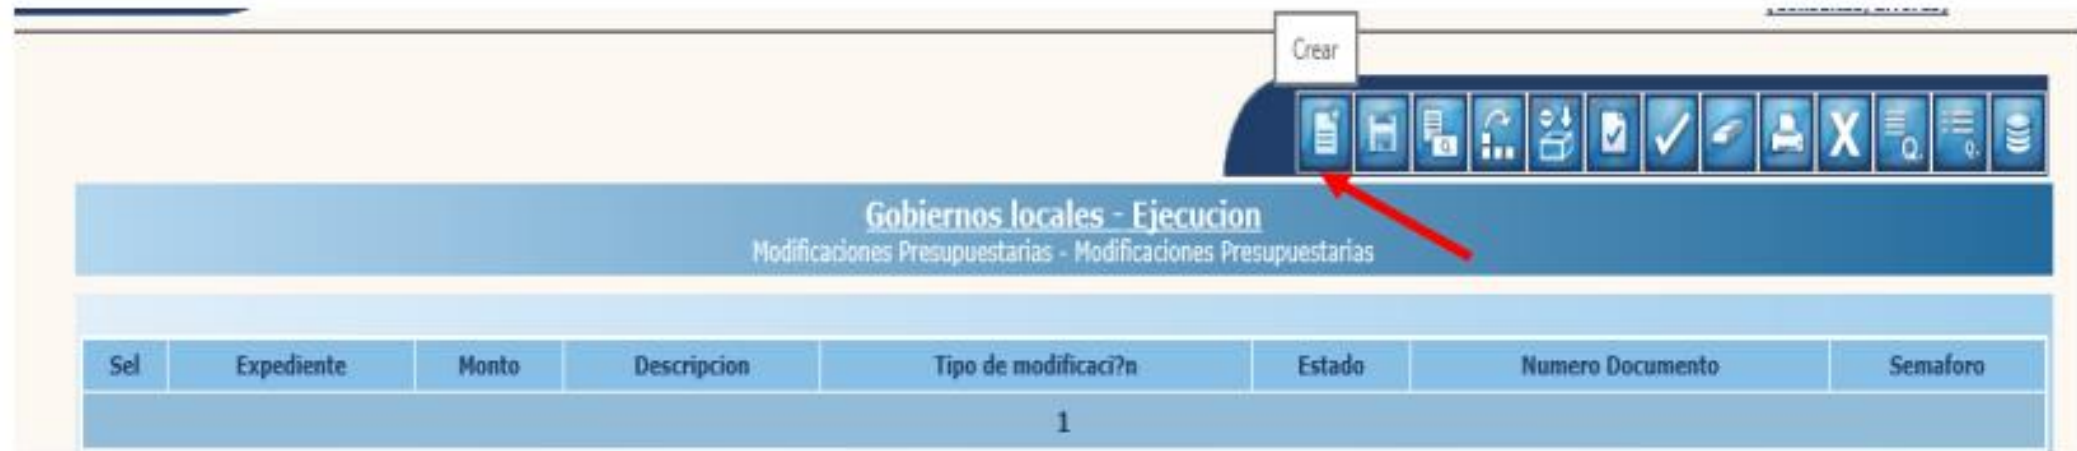 Crear
Gobiernos locales - Ejecucion
Modificaciones Presupuestarias - Modificaciones Presupuestarias
Sel Expediente Monto Descripcion Tipo de modificaci?n Estado Numero Documento Semaforo
1